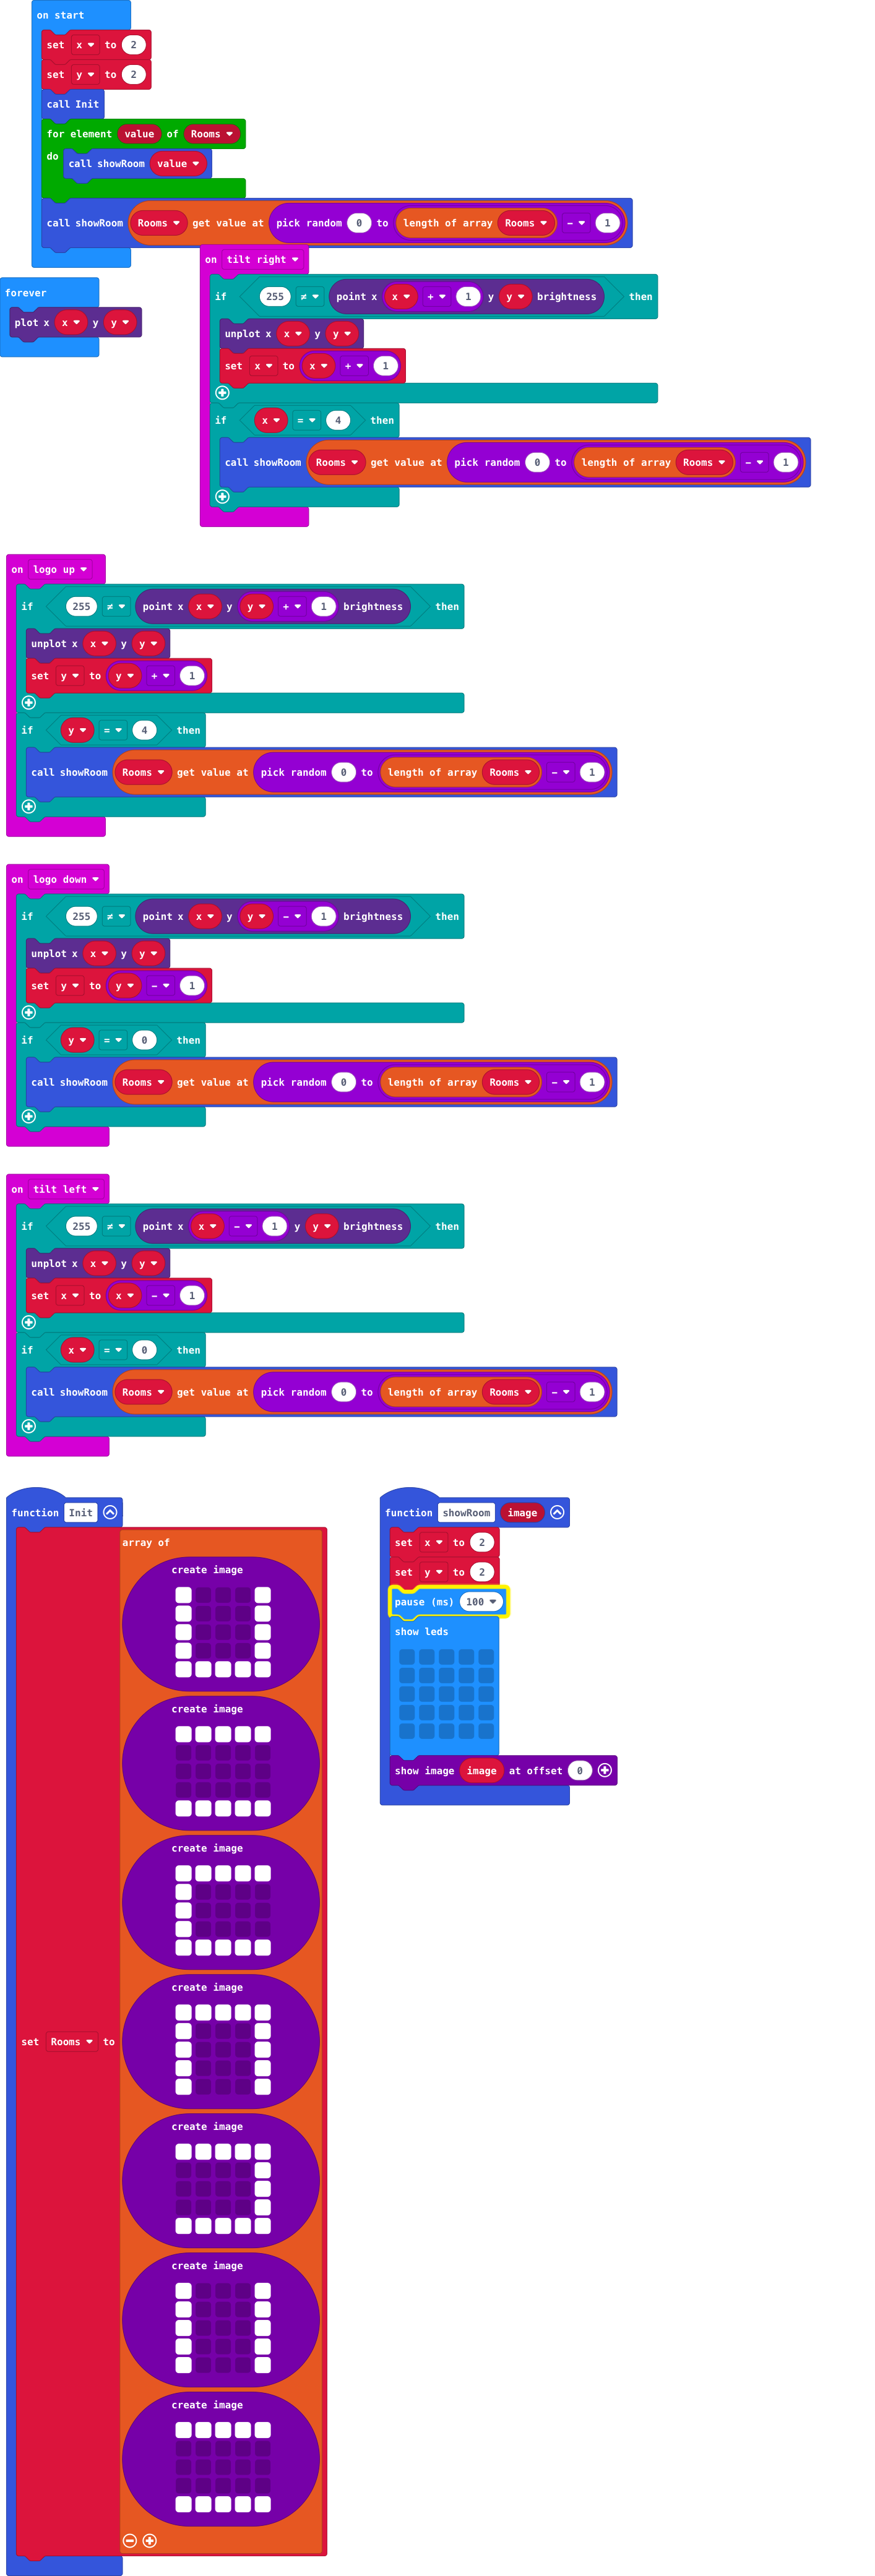 on start
set x to 2
set y to 2
call Init
for element value of Rooms
do call showRoom value
call showRoom Rooms get value at pick random 0 to length of array Rooms - 1
on tilt right
if 255 ≠ point x x + 1 y y brightness then
unplot x x y y
set x to x + 1
if x = 4 then
call showRoom Rooms get value at pick random 0 to length of array Rooms - 1
forever
plot x x y y
on logo up
if 255 ≠ point x x y y + 1 brightness then
unplot x x y y
set y to y + 1
if y = 4 then
call showRoom Rooms get value at pick random 0 to length of array Rooms - 1
on logo down
if 255 ≠ point x x y y - 1 brightness then
unplot x x y y
set y to y - 1
if y = 0 then
call showRoom Rooms get value at pick random 0 to length of array Rooms - 1
on tilt left
if 255 ≠ point x x - 1 y y brightness then
unplot x x y y
set x to x - 1
if x = 0 then
call showRoom Rooms get value at pick random 0 to length of array Rooms - 1
function Init
set Rooms to
array of
create image
create image
create image
create image
create image
create image
create image
function showRoom image
set x to 2
set y to 2
pause (ms) 100
show leds
show image image at offset 0